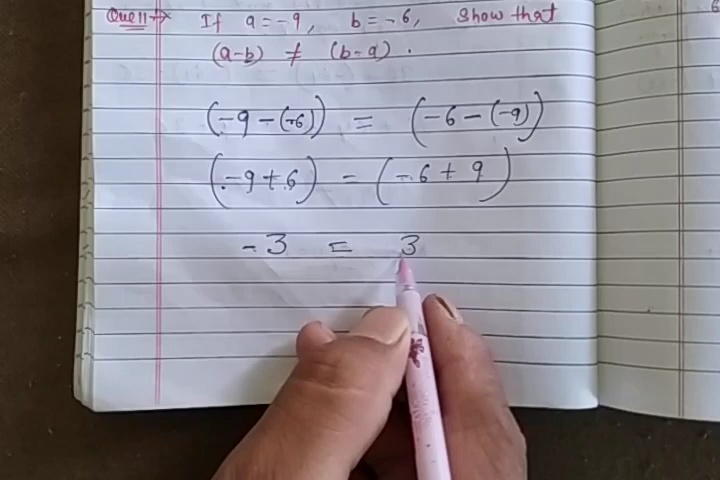 Que11→ If a = -9, b = -6, Show that
(a-b) ≠ (b-a).
(-9-(-6)) = (-6-(-9))
(-9+6) = (-6+9)
-3 = 3